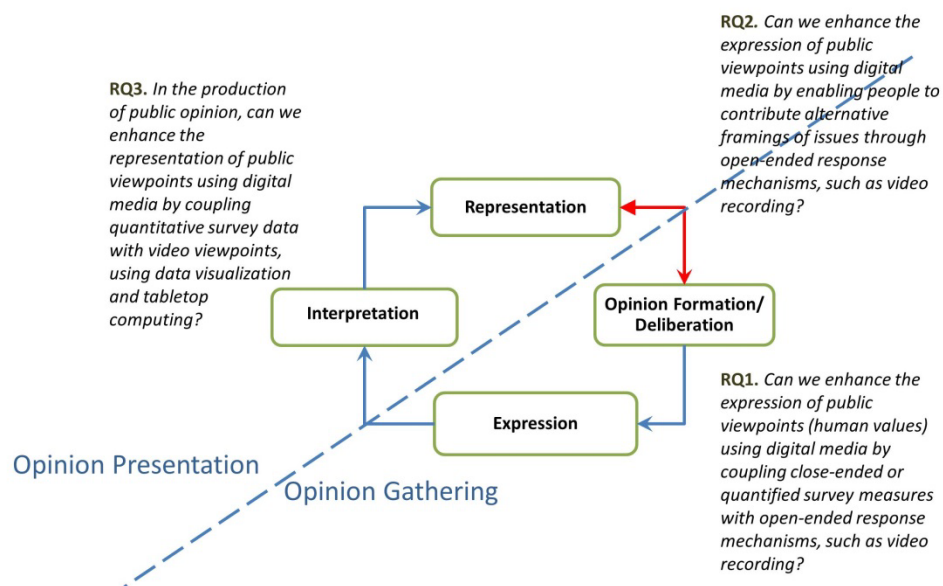 RQ2. Can we enhance the
expression of public
viewpoints using digital
media by enabling people to
contribute alternative
framings of issues through
open-ended response
mechanisms, such as video
recording?
RQ3. In the production
of public opinion, can we
enhance the
representation of public
viewpoints using digital
media by coupling
quantitative survey data
with video viewpoints,
using data visualization
and tabletop
computing?
Representation
Interpretation
Opinion Formation/
Deliberation
Expression
RQ1. Can we enhance the
expression of public
viewpoints (human values)
using digital media by
coupling close-ended or
quantified survey measures
with open-ended response
mechanisms, such as video
recording?
Opinion Presentation
Opinion Gathering